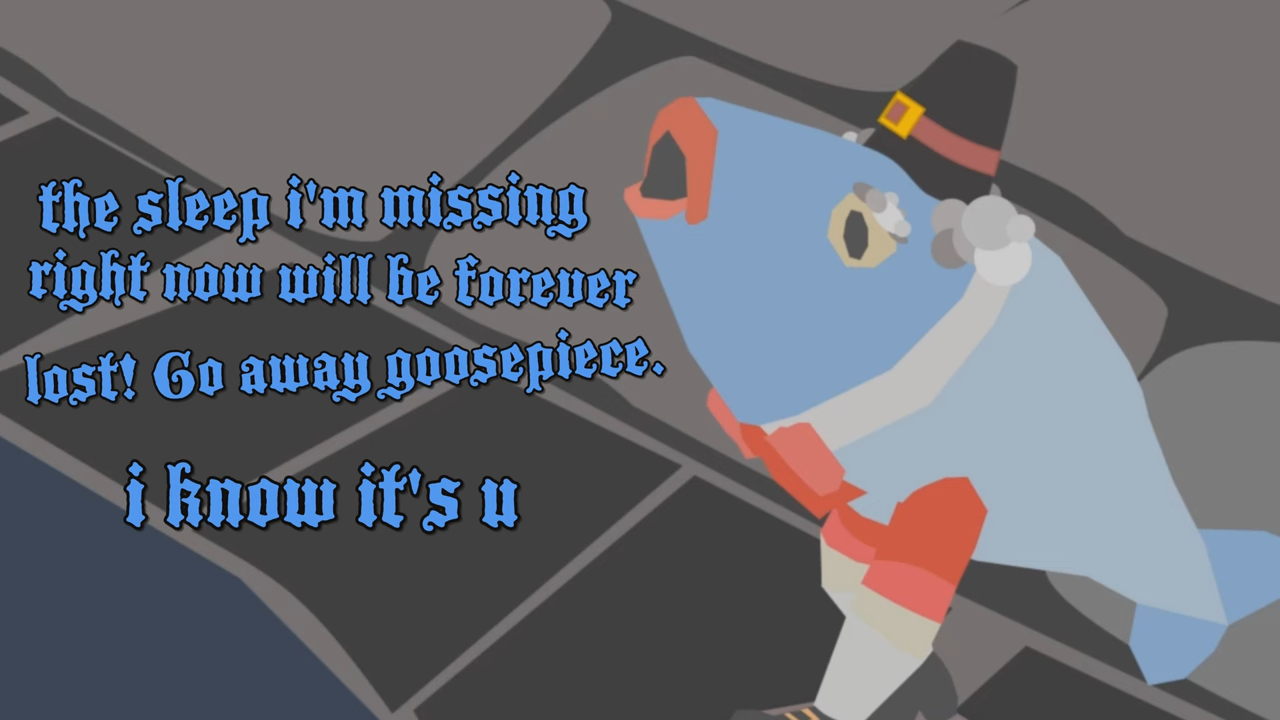 the sleep i'm missing
right now will be forever
lost! Go away goosepiece.
i know it's u